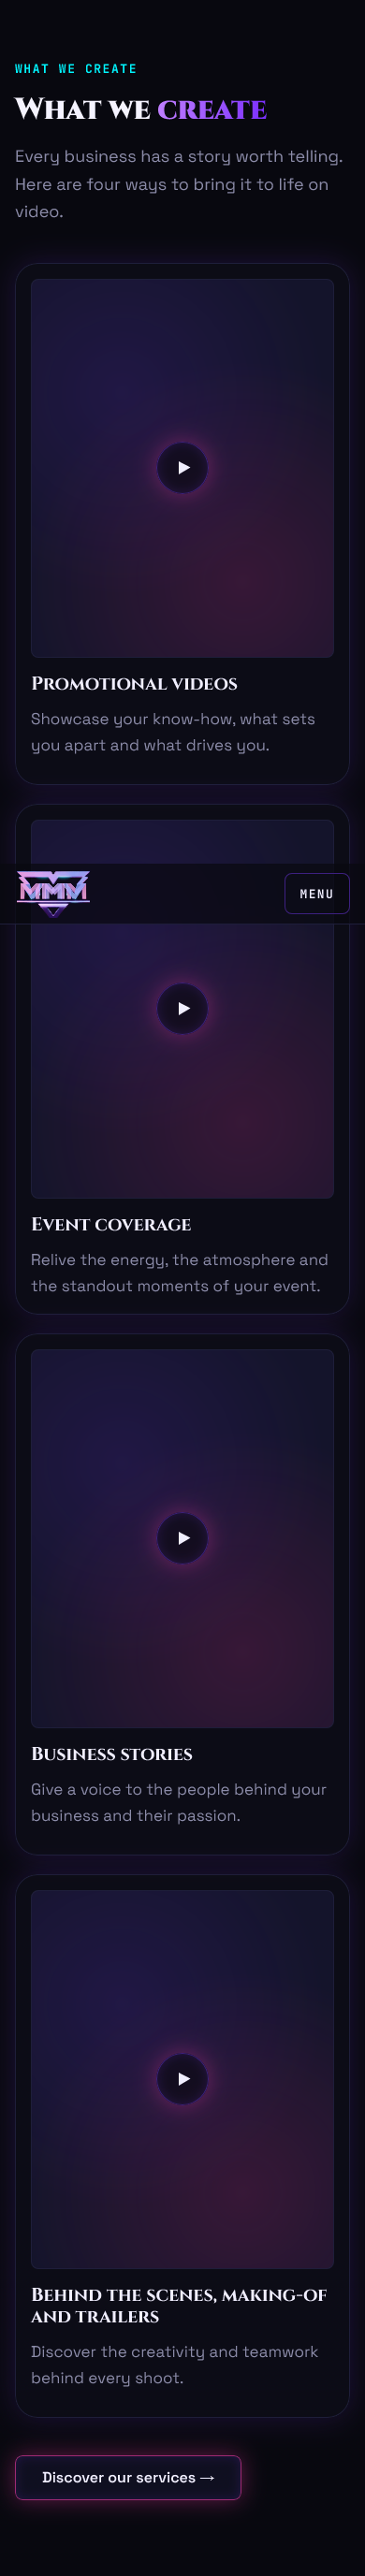 WHAT WE CREATE
What we create
Every business has a story worth telling.
Here are four ways to bring it to life on
video.
Promotional videos
Showcase your know-how, what sets
you apart and what drives you.
MMM
MENU
Event coverage
Relive the energy, the atmosphere and
the standout moments of your event.
Business stories
Give a voice to the people behind your
business and their passion.
Behind the scenes, making-of
and trailers
Discover the creativity and teamwork
behind every shoot.
Discover our services →